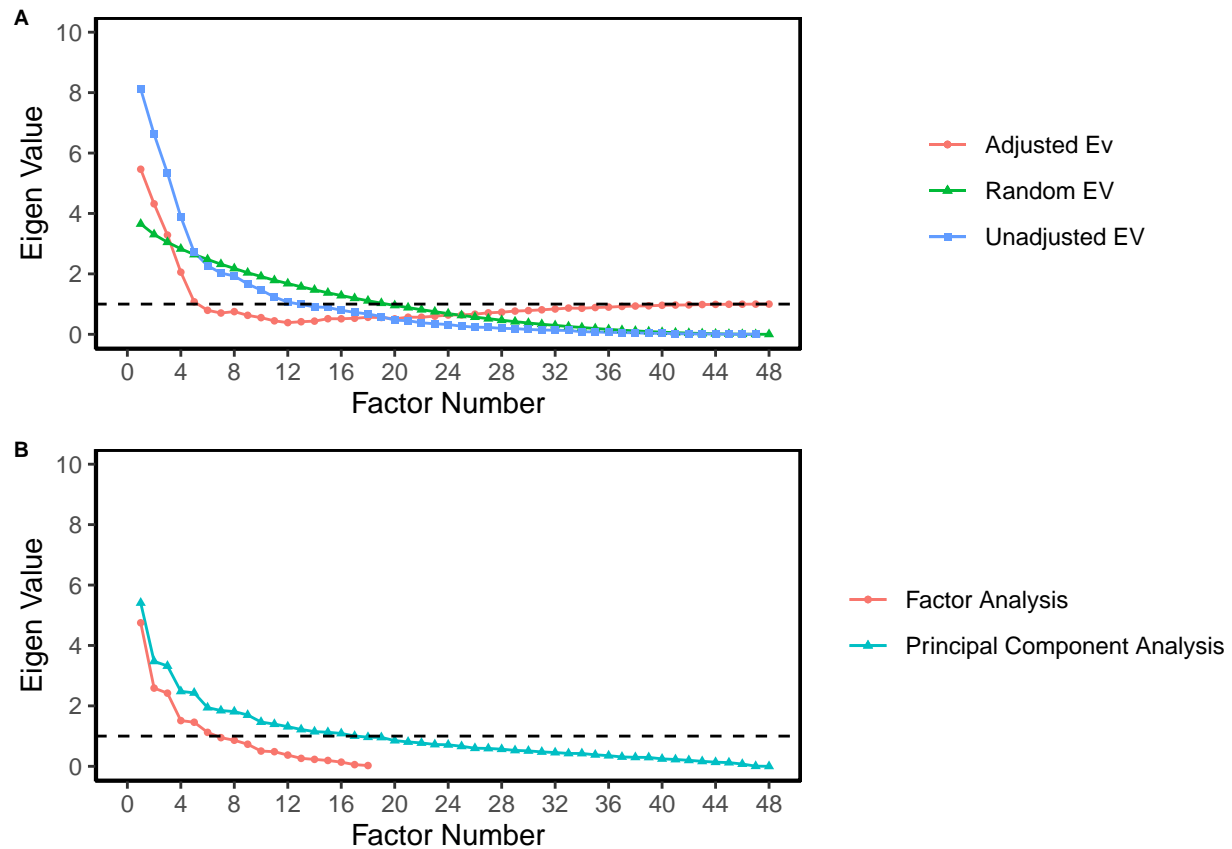 A
10
8
6
4
2
0
Eigen Value
0 4 8 12 16 20 24 28 32 36 40 44 48
Factor Number
Adjusted Ev
Random EV
Unadjusted EV
B
10
8
6
4
2
0
Eigen Value
0 4 8 12 16 20 24 28 32 36 40 44 48
Factor Number
Factor Analysis
Principal Component Analysis